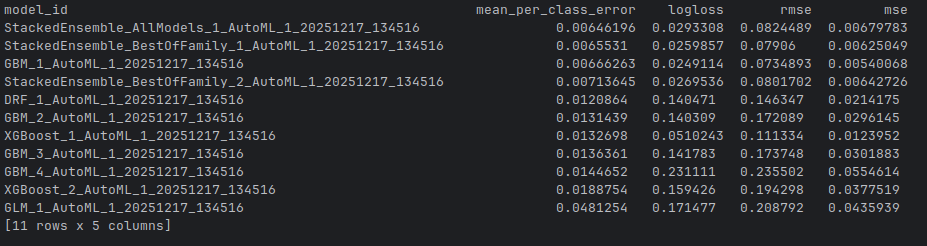 model_id mean_per_class_error logloss rmse mse
StackedEnsemble_AllModels_1_AutoML_1_20251217_134516 0.00646196 0.0293308 0.0824489 0.00679783
StackedEnsemble_BestOfFamily_1_AutoML_1_20251217_134516 0.0065531 0.0259857 0.07906 0.00625049
GBM_1_AutoML_1_20251217_134516 0.00666263 0.0249114 0.0734893 0.00540068
StackedEnsemble_BestOfFamily_2_AutoML_1_20251217_134516 0.00713645 0.0269536 0.0801702 0.00642726
DRF_1_AutoML_1_20251217_134516 0.0120864 0.140471 0.146347 0.0214175
GBM_2_AutoML_1_20251217_134516 0.0131439 0.140309 0.172089 0.0296145
XGBoost_1_AutoML_1_20251217_134516 0.0132698 0.0510243 0.111334 0.0123952
GBM_3_AutoML_1_20251217_134516 0.0136361 0.141783 0.173748 0.0301883
GBM_4_AutoML_1_20251217_134516 0.0144652 0.231111 0.235502 0.0554614
XGBoost_2_AutoML_1_20251217_134516 0.0188754 0.159426 0.194298 0.0377519
GLM_1_AutoML_1_20251217_134516 0.0481254 0.171477 0.208792 0.0435939
[11 rows x 5 columns]